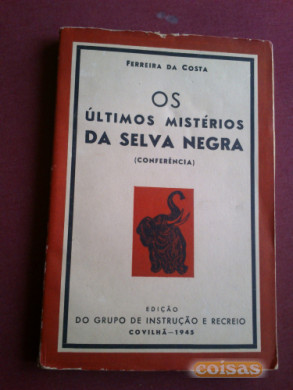 FERREIRA DA COSTA
OS
ÚLTIMOS MISTÉRIOS
DA SELVA NEGRA
(CONFERÊNCIA)
EDIÇÃO
DO GRUPO DE INSTRUÇÃO E RECREIO
COVILHÃ—1945
coisas